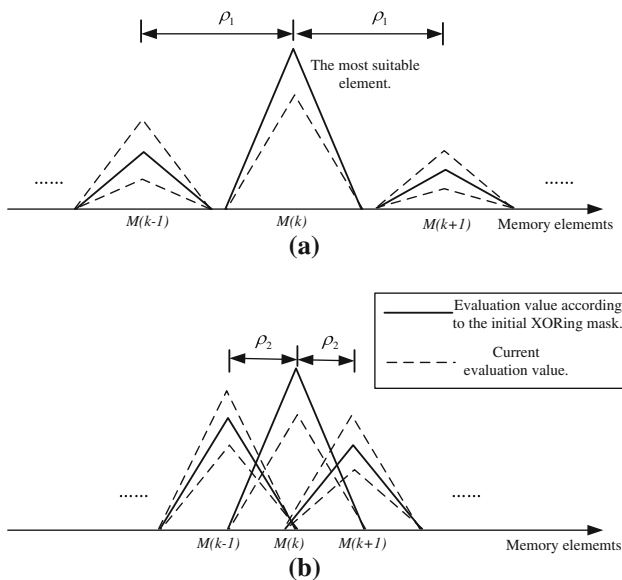 ρ1 ρ1
The most suitable
element.
...... ......
M(k-1) M(k) M(k+1) Memory elememts
(a)
Evaluation value according
to the initial XORing mask.
Current
evaluation value.
ρ2 ρ2
...... ......
M(k-1) M(k) M(k+1) Memory elements
(b)